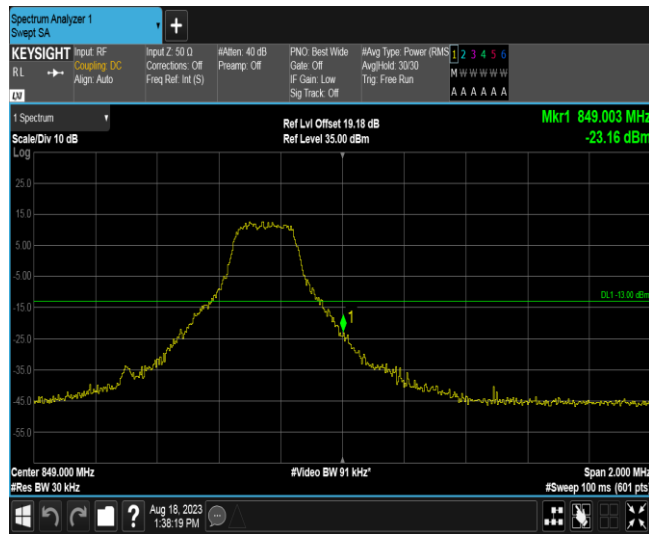 Spectrum Analyzer 1
Swept SA
+
KEYSIGHT
RL
LXI
Input: RF
Coupling: DC
Align: Auto
Input Z: 50 Ω
Corrections: Off
Freq Ref: Int (S)
#Atten: 40 dB
Preamp: Off
PNO: Best Wide
Gate: Off
IF Gain: Low
Sig Track: Off
#Avg Type: Power (RMS
Avg|Hold: 30/30
Trig: Free Run
1 2 3 4 5 6
M W W W W W
A A A A A A
1 Spectrum
Scale/Div 10 dB
Log
Ref Lvl Offset 19.18 dB
Ref Level 35.00 dBm
Mkr1 849.003 MHz
-23.16 dBm
25.0
15.0
5.00
-5.00
DL1 -13.00 dBm
-15.0
1
-25.0
-35.0
-45.0
-55.0
Center 849.000 MHz
#Video BW 91 kHz*
Span 2.000 MHz
#Res BW 30 kHz
#Sweep 100 ms (601 pts)
?
Aug 18, 2023
1:38:19 PM